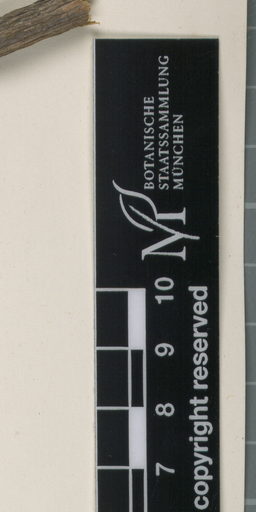 BOTANISCHE
STAATSSAMMLUNG
MÜNCHEN
7 8 9 10
copyright reserved